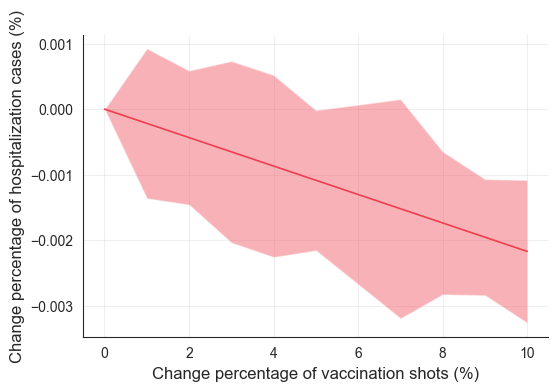 Change percentage of hospitalization cases (%)
0.001
0.000
−0.001
−0.002
−0.003
0 2 4 6 8 10
Change percentage of vaccination shots (%)